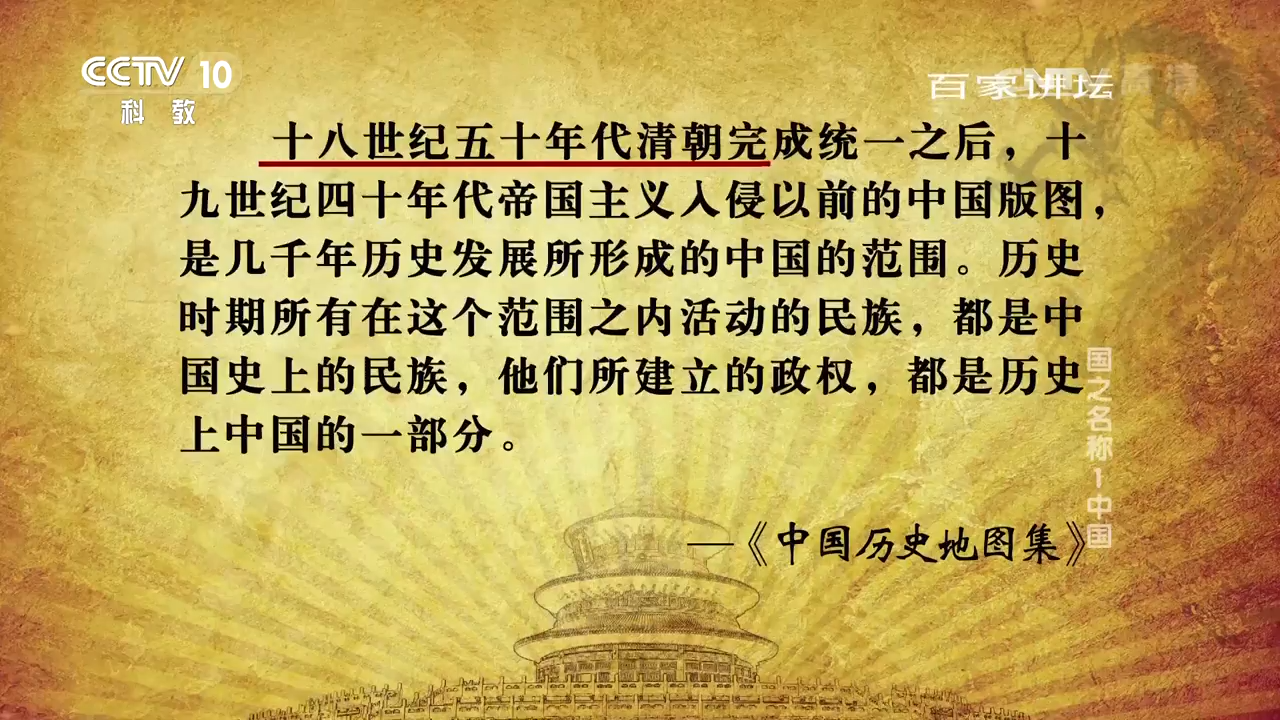 CCTV 10
科教
百家讲坛
高清
十八世纪五十年代清朝完成统一之后，十
九世纪四十年代帝国主义入侵以前的中国版图，
是几千年历史发展所形成的中国的范围。历史
时期所有在这个范围之内活动的民族，都是中
国史上的民族，他们所建立的政权，都是历史
上中国的一部分。
—《中国历史地图集》
国之名称1中国